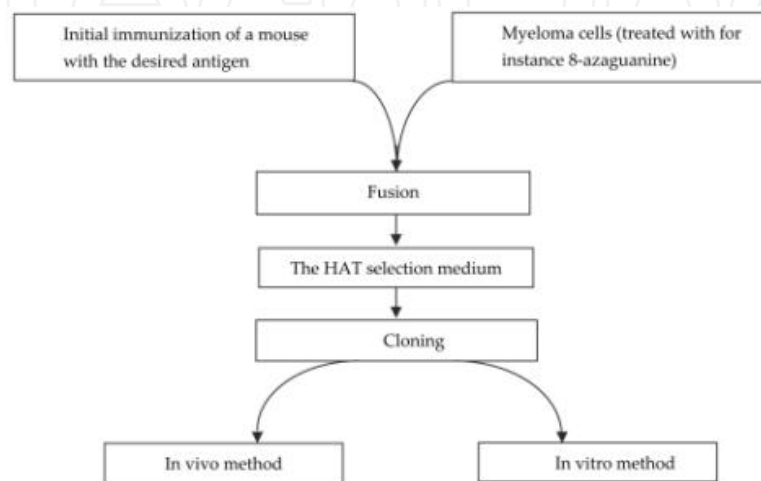 Initial immunization of a mouse
with the desired antigen
Myeloma cells (treated with for
instance 8-azaguanine)
Fusion
The HAT selection medium
Cloning
In vivo method
In vitro method